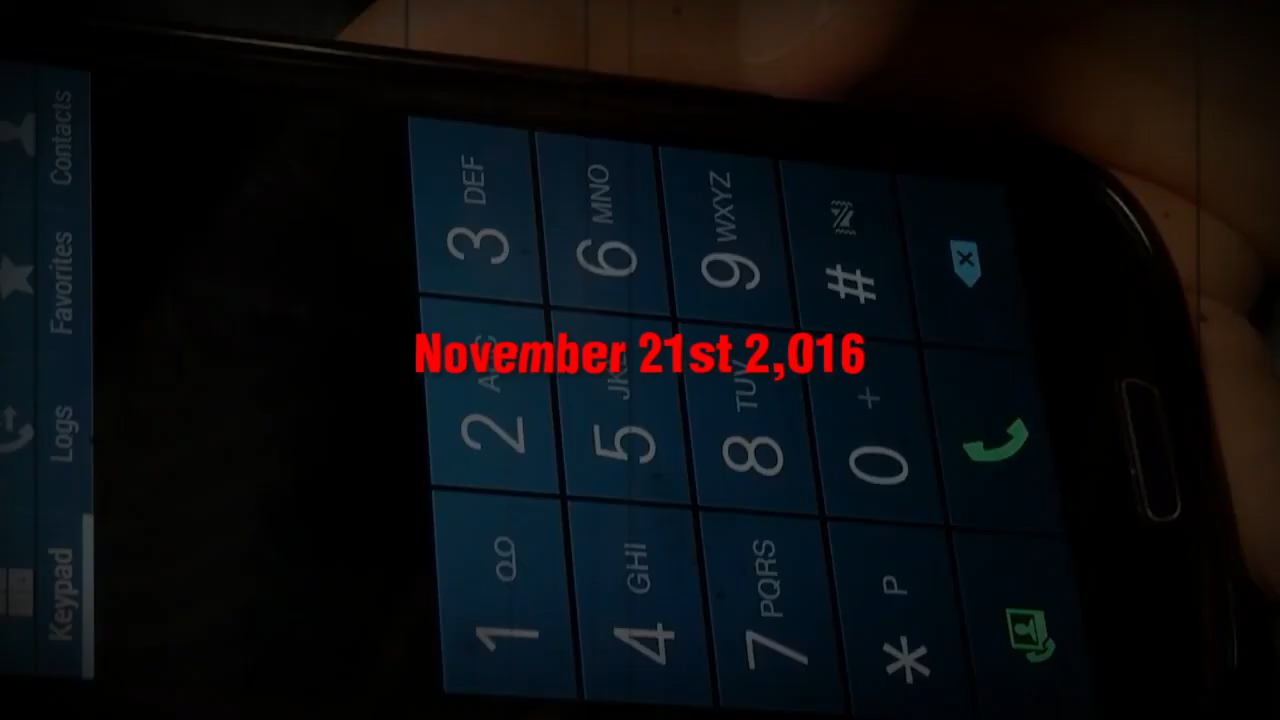 November 21st 2,016
Keypad
Logs
Favorites
Contacts
1
2
3 DEF
4 GHI
5
6 MNO
7 PQRS
8 TUV
9 WXYZ
* P
0 +
#